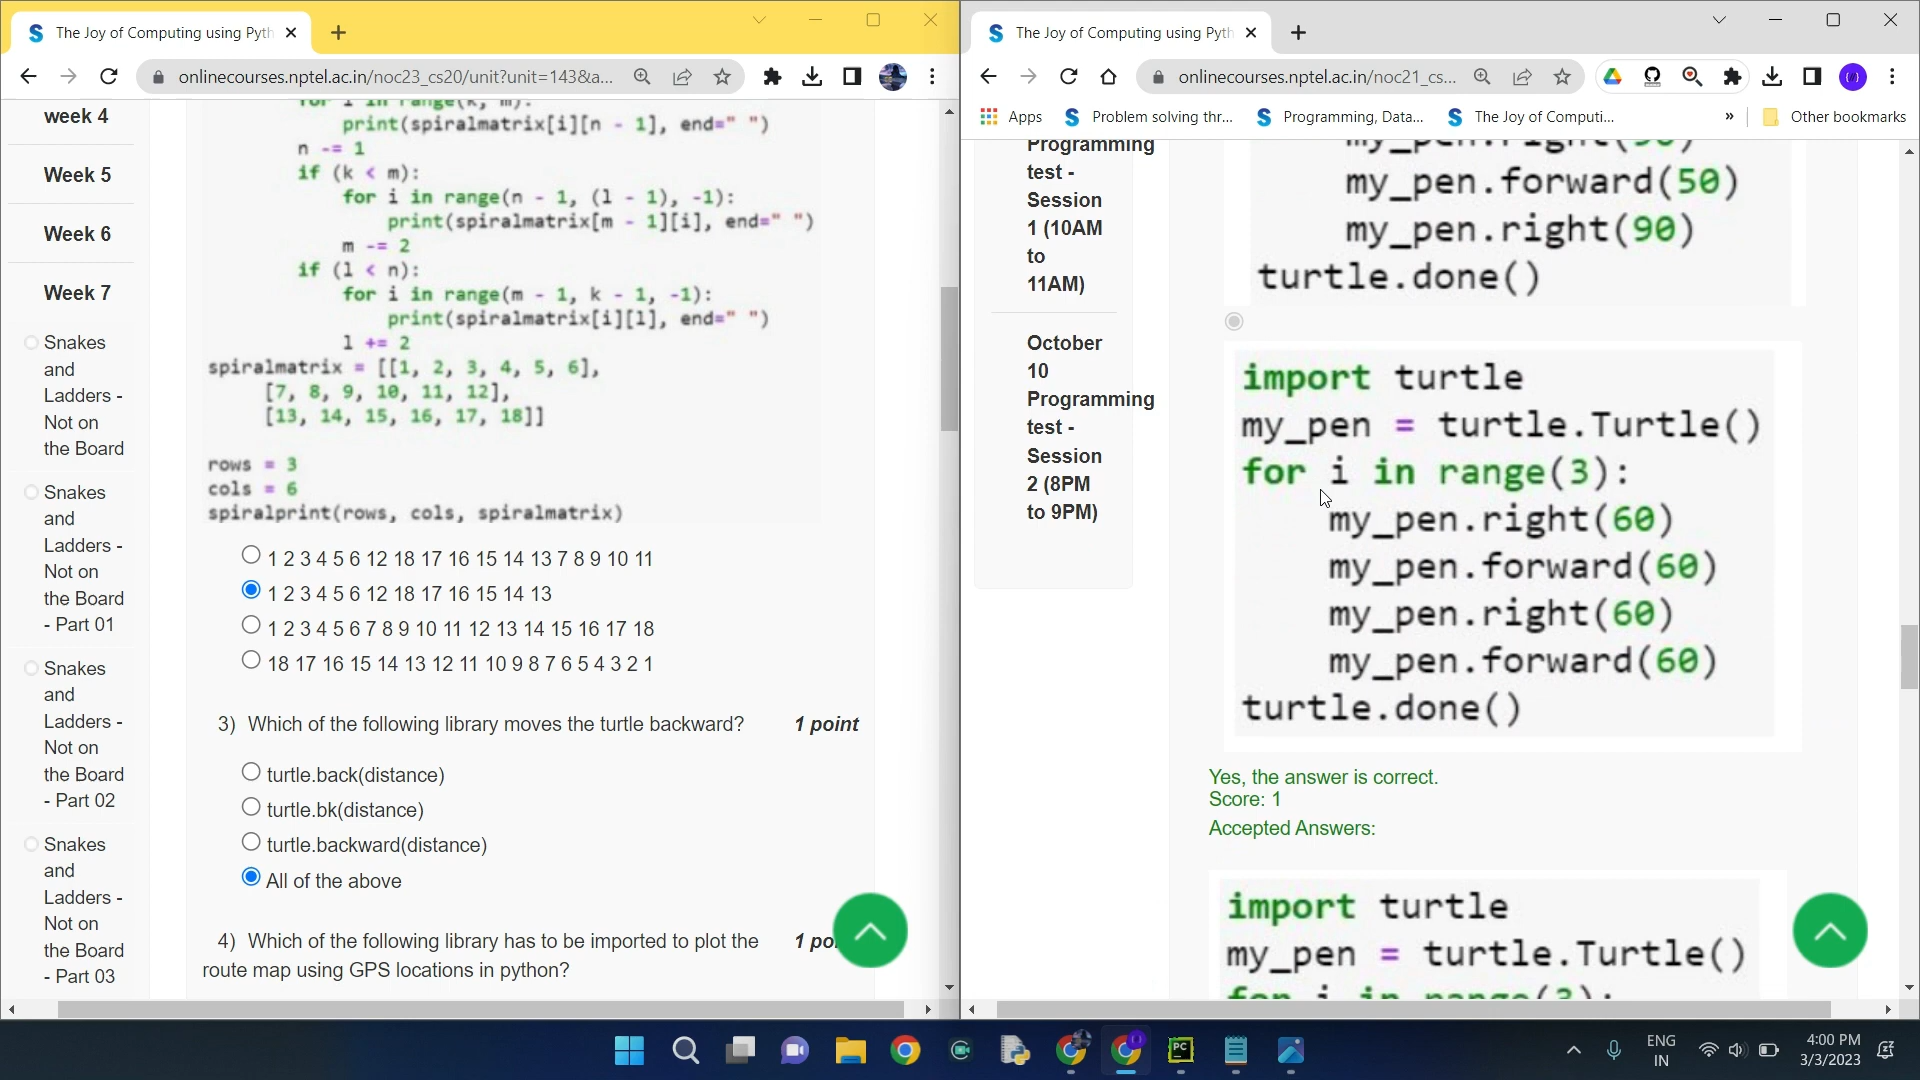 The Joy of Computing using Pyth
onlinecourses.nptel.ac.in/noc23_cs20/unit?unit=143&a...
week 4
Week 5
Week 6
Week 7
Snakes
and
Ladders -
Not on
the Board
Snakes
and
Ladders -
Not on
the Board
- Part 01
Snakes
and
Ladders -
Not on
the Board
- Part 02
Snakes
and
Ladders -
Not on
the Board
- Part 03
for i in range(k, m):
print(spiralmatrix[i][n - 1], end=" ")
n -= 1
if (k < m):
for i in range(n - 1, (l - 1), -1):
print(spiralmatrix[m - 1][i], end=" ")
m -= 2
if (l < n):
for i in range(m - 1, k - 1, -1):
print(spiralmatrix[i][l], end=" ")
l += 2
spiralmatrix = [[1, 2, 3, 4, 5, 6],
[7, 8, 9, 10, 11, 12],
[13, 14, 15, 16, 17, 18]]
rows = 3
cols = 6
spiralprint(rows, cols, spiralmatrix)
1 2 3 4 5 6 12 18 17 16 15 14 13 7 8 9 10 11
1 2 3 4 5 6 12 18 17 16 15 14 13
1 2 3 4 5 6 7 8 9 10 11 12 13 14 15 16 17 18
18 17 16 15 14 13 12 11 10 9 8 7 6 5 4 3 2 1
3) Which of the following library moves the turtle backward? 1 point
turtle.back(distance)
turtle.bk(distance)
turtle.backward(distance)
All of the above
4) Which of the following library has to be imported to plot the 1 po
route map using GPS locations in python?
The Joy of Computing using Pyth
onlinecourses.nptel.ac.in/noc21_cs...
Apps Problem solving thr... Programming, Data... The Joy of Computi... » Other bookmarks
Programming
test -
Session
1 (10AM
to
11AM)
October
10
Programming
test -
Session
2 (8PM
to 9PM)
my_pen.right(90)
my_pen.forward(50)
my_pen.right(90)
turtle.done()
import turtle
my_pen = turtle.Turtle()
for i in range(3):
my_pen.right(60)
my_pen.forward(60)
my_pen.right(60)
my_pen.forward(60)
turtle.done()
Yes, the answer is correct.
Score: 1
Accepted Answers:
import turtle
my_pen = turtle.Turtle()
for i in range(3):
PC
ENG
IN
4:00 PM
3/3/2023